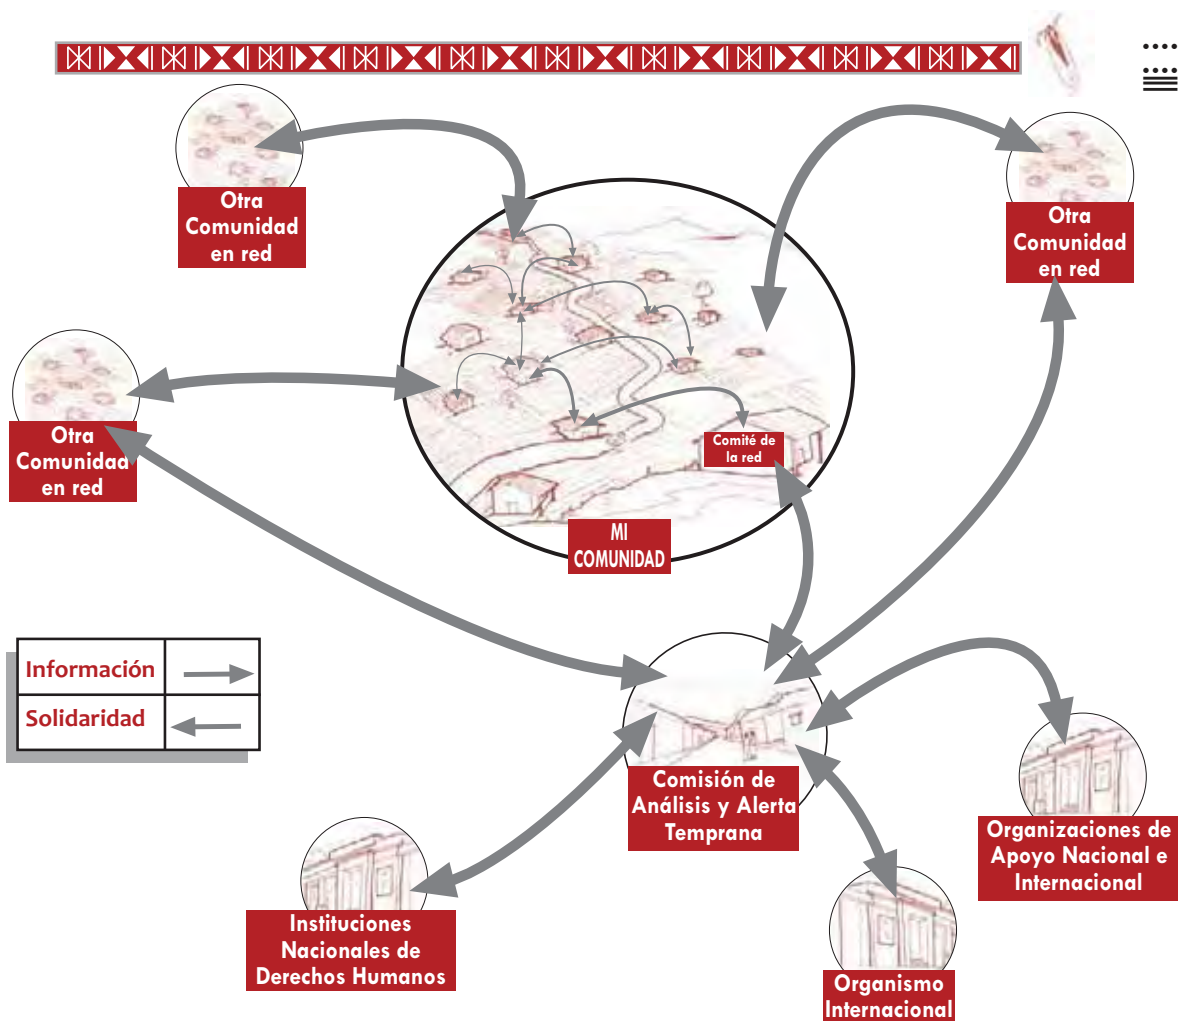 Otra
Comunidad
en red
Otra
Comunidad
en red
Otra
Comunidad
en red
Comité de
la red
MI
COMUNIDAD
Información
Solidaridad
Comisión de
Análisis y Alerta
Temprana
Organizaciones de
Apoyo Nacional e
Internacional
Instituciones
Nacionales de
Derechos Humanos
Organismo
Internacional